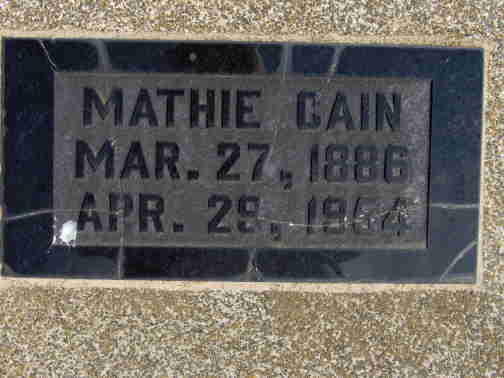 MATHIE CAIN
MAR. 27, 1886
APR. 29, 1964